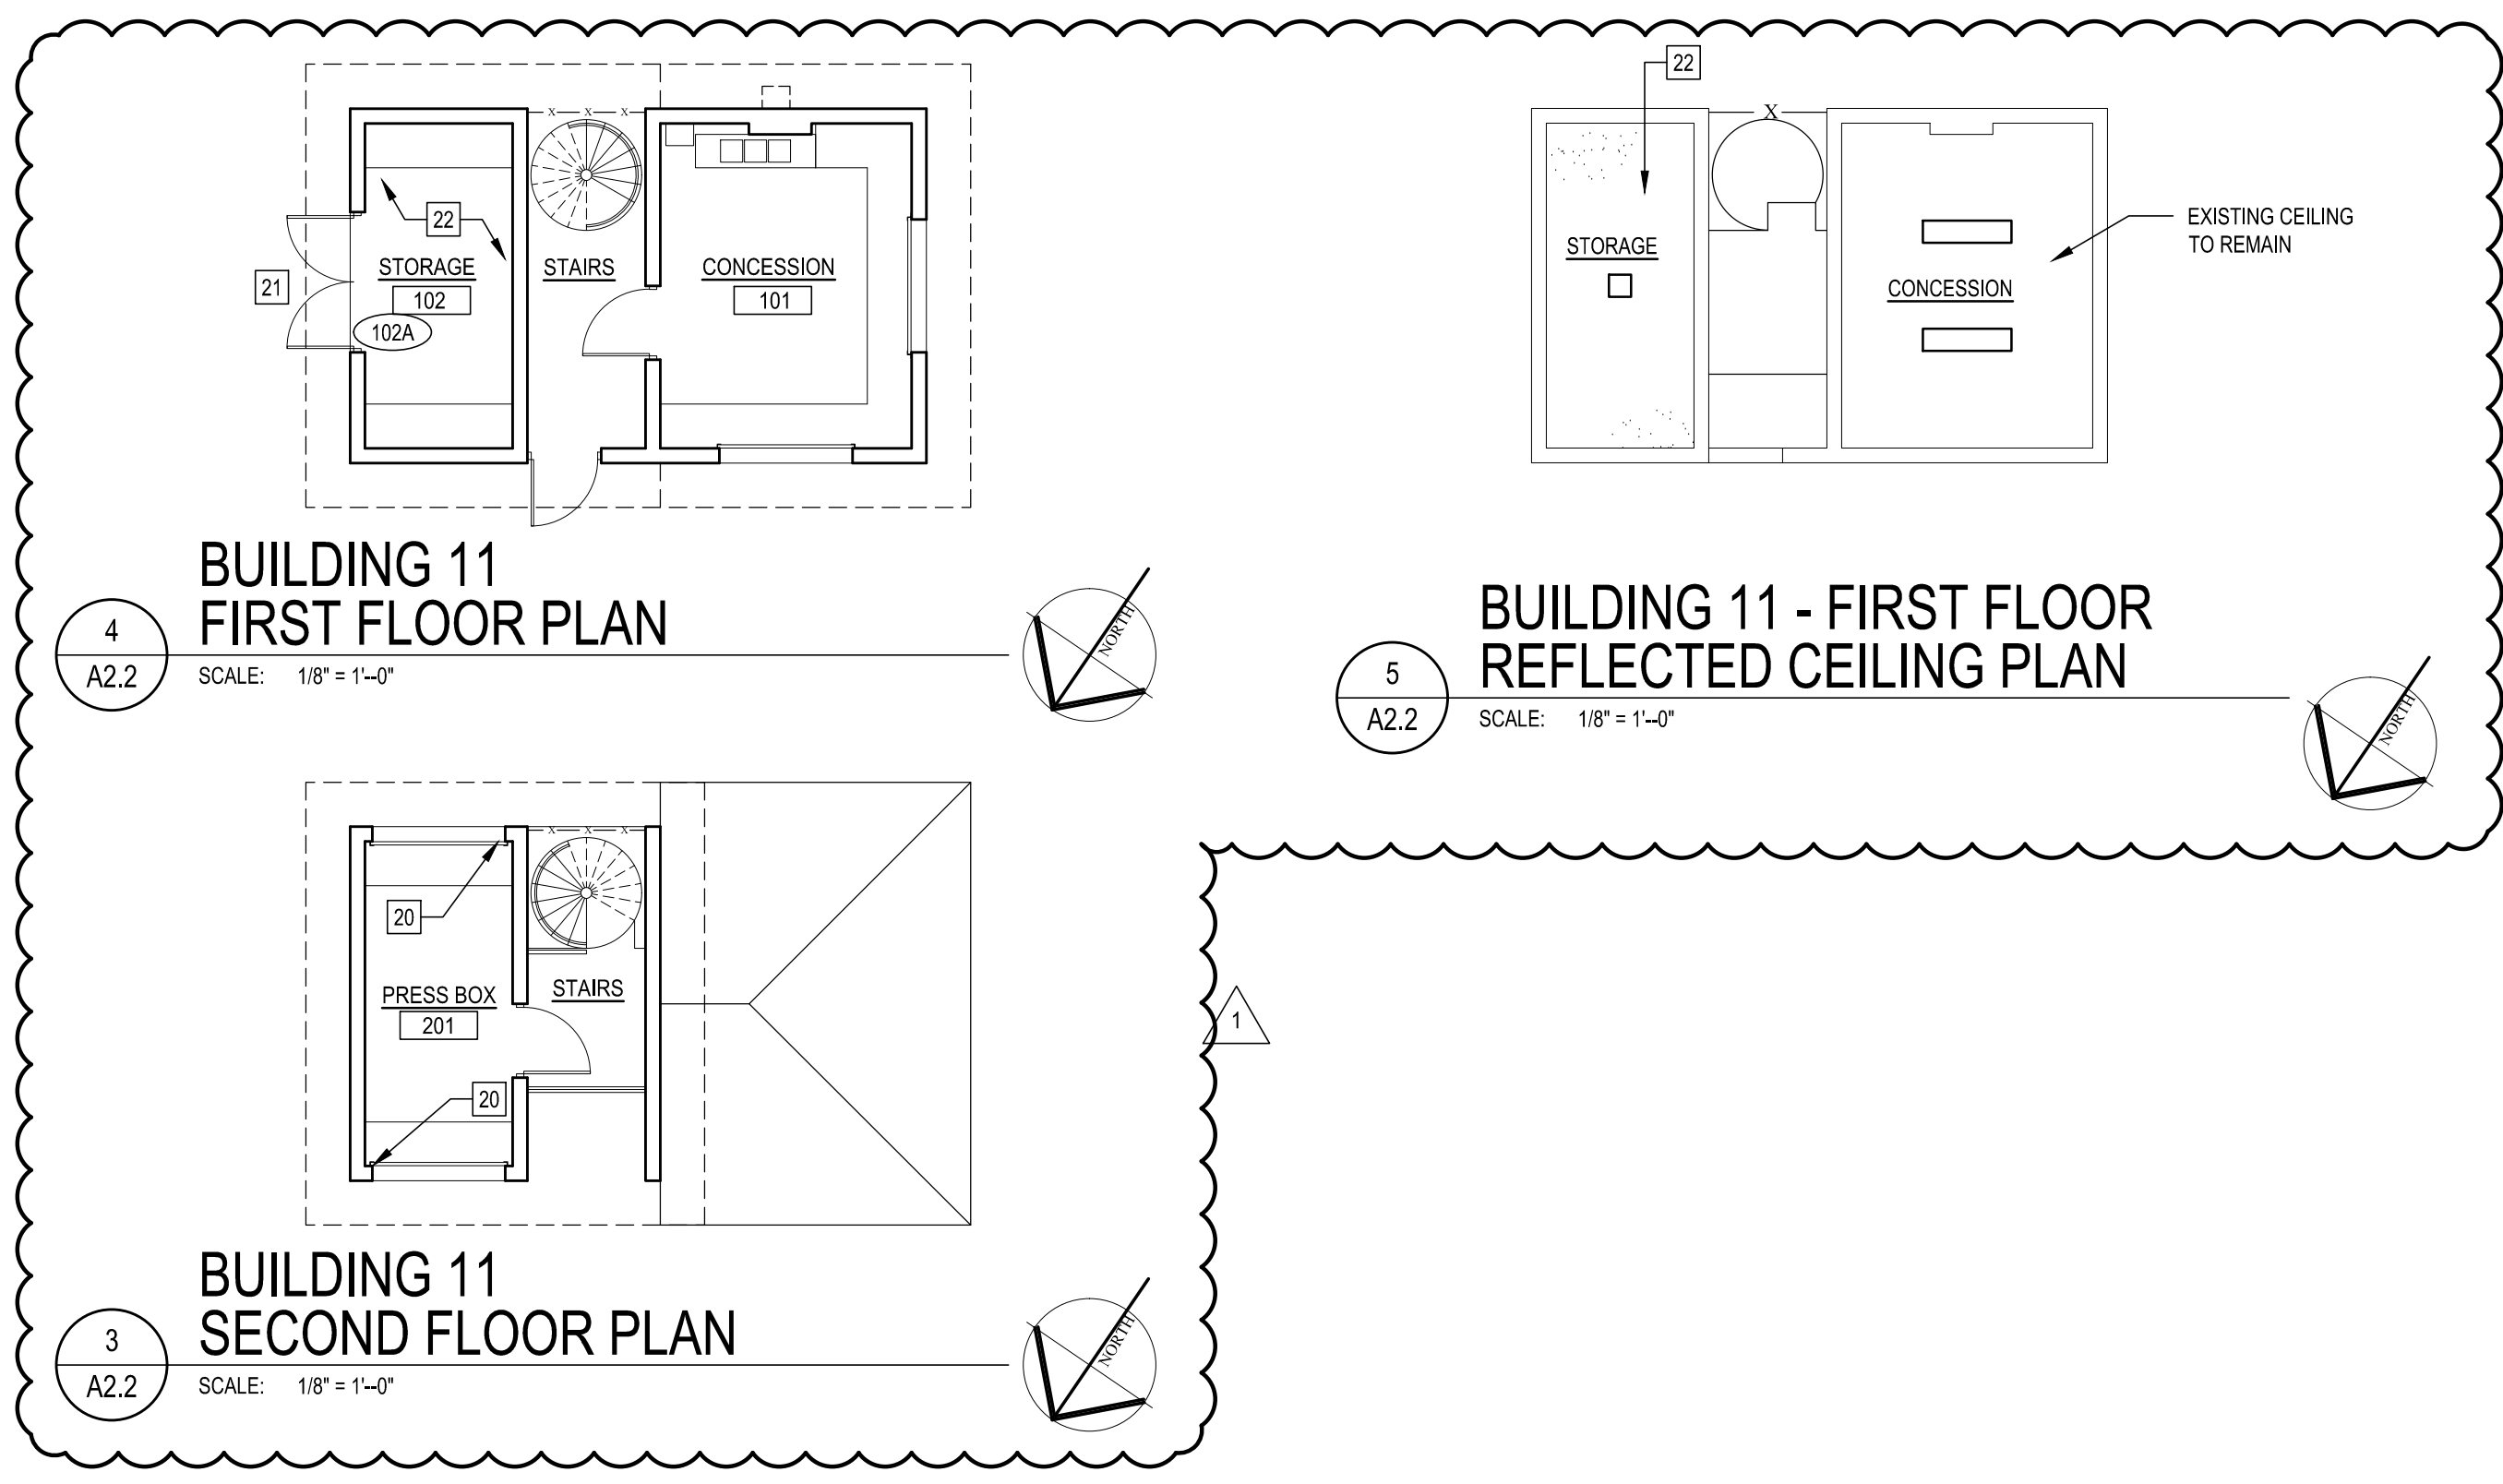 X X X
22
STORAGE
102
102A
21
STAIRS
CONCESSION
101
BUILDING 11
FIRST FLOOR PLAN
4
A2.2
SCALE: 1/8" = 1'--0"
NORTH
22
X
STORAGE
CONCESSION
EXISTING CEILING
TO REMAIN
BUILDING 11 - FIRST FLOOR
REFLECTED CEILING PLAN
5
A2.2
SCALE: 1/8" = 1'--0"
NORTH
X X X
20
PRESS BOX
201
STAIRS
20
1
BUILDING 11
SECOND FLOOR PLAN
3
A2.2
SCALE: 1/8" = 1'--0"
NORTH